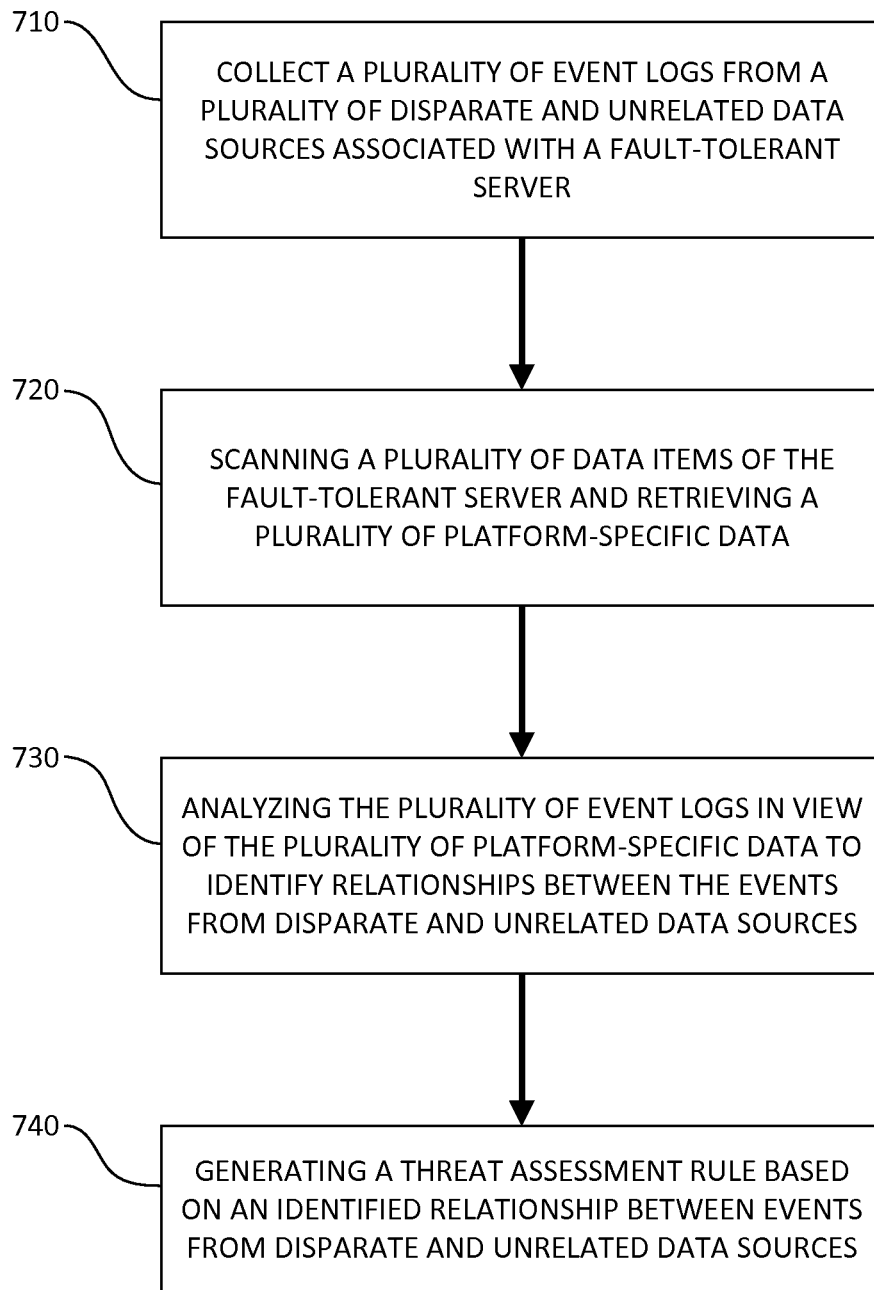 710
COLLECT A PLURALITY OF EVENT LOGS FROM A
PLURALITY OF DISPARATE AND UNRELATED DATA
SOURCES ASSOCIATED WITH A FAULT-TOLERANT
SERVER
720
SCANNING A PLURALITY OF DATA ITEMS OF THE
FAULT-TOLERANT SERVER AND RETRIEVING A
PLURALITY OF PLATFORM-SPECIFIC DATA
730
ANALYZING THE PLURALITY OF EVENT LOGS IN VIEW
OF THE PLURALITY OF PLATFORM-SPECIFIC DATA TO
IDENTIFY RELATIONSHIPS BETWEEN THE EVENTS
FROM DISPARATE AND UNRELATED DATA SOURCES
740
GENERATING A THREAT ASSESSMENT RULE BASED
ON AN IDENTIFIED RELATIONSHIP BETWEEN EVENTS
FROM DISPARATE AND UNRELATED DATA SOURCES